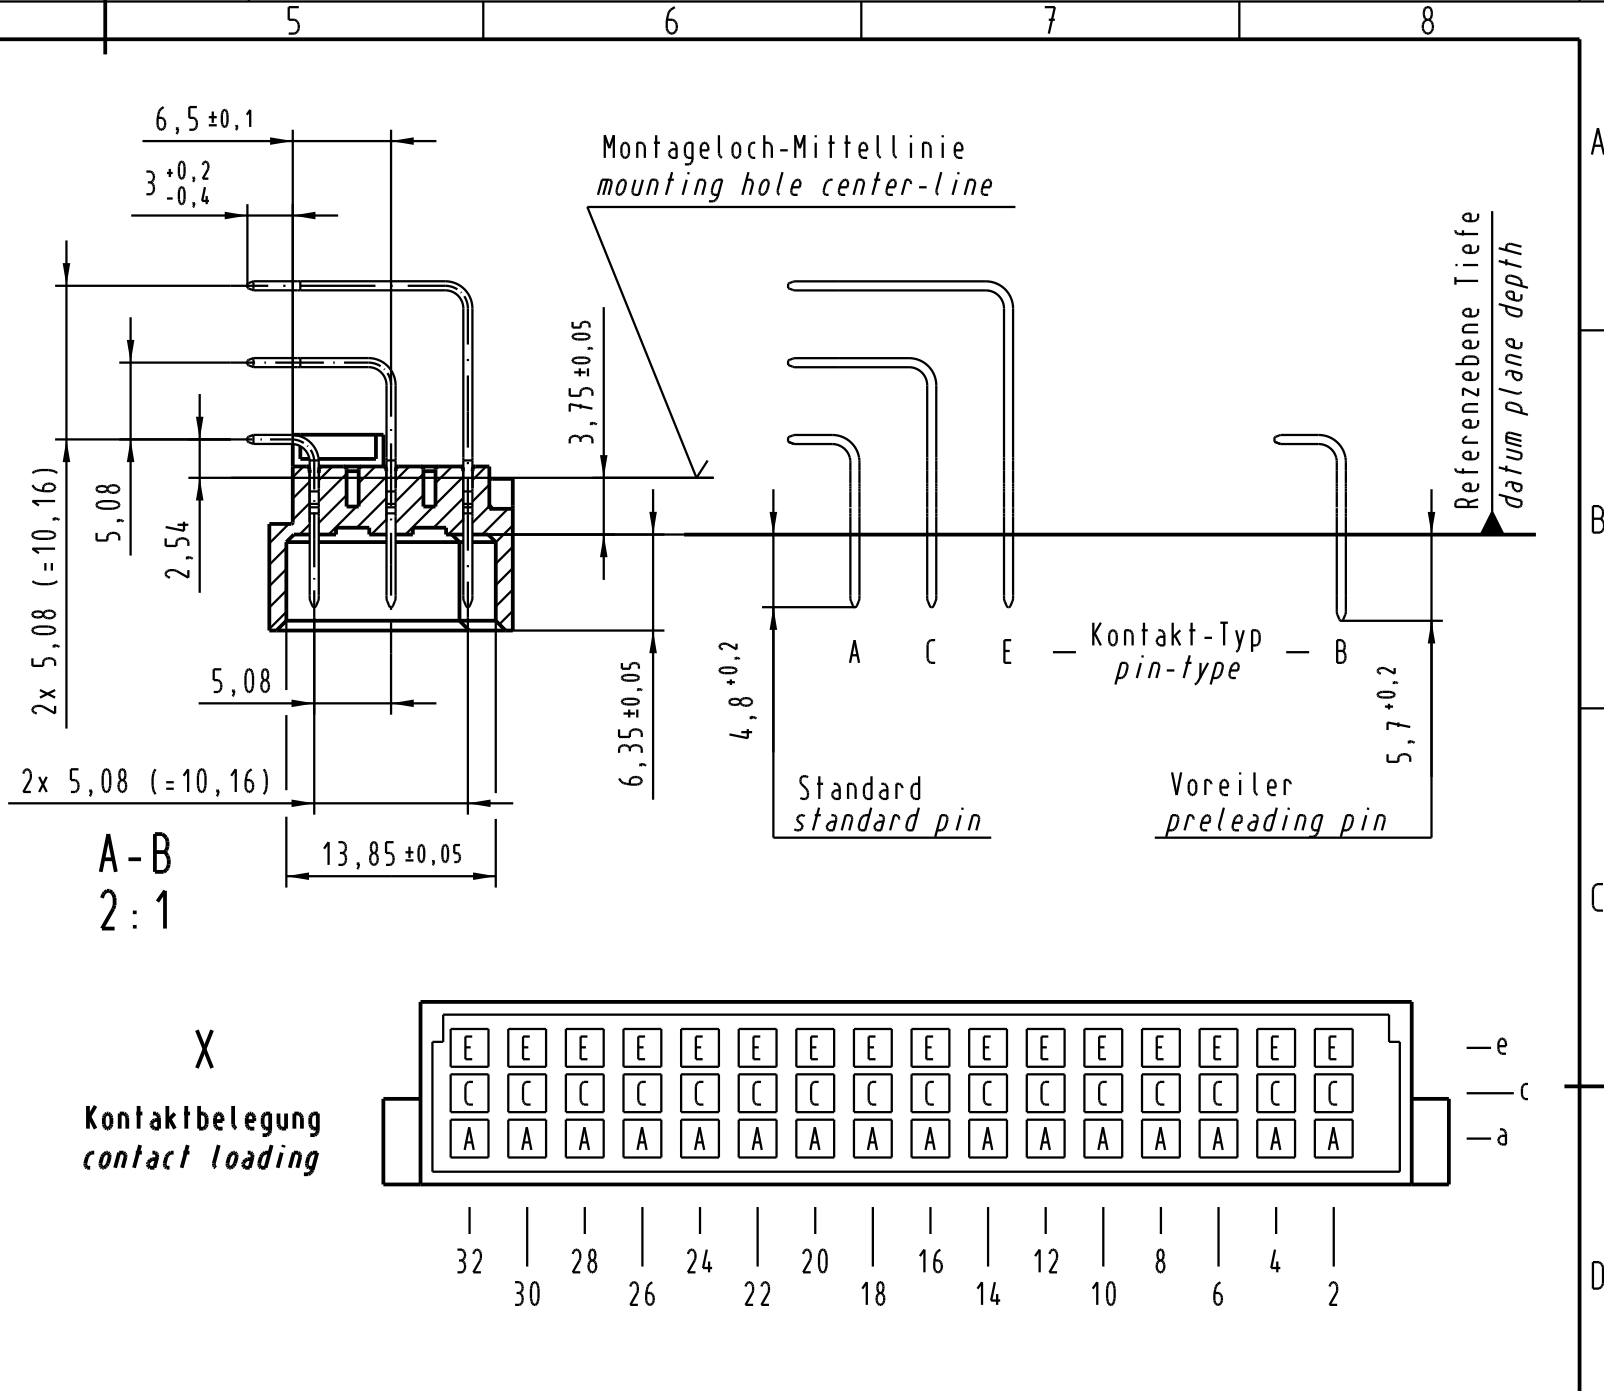 5 6 7 8
A
6,5 ±0,1
3 +0,2 -0,4
Montageloch-Mittellinie
mounting hole center-line
Referenzebene Tiefe
datum plane depth
3,75 ±0,05
B
2x 5,08 (=10,16)
5,08
2,54
A C E — Kontakt-Typ — B
pin-type
5,08
6,35 ±0,05
4,8 +0,2
5,7 +0,2
2x 5,08 (=10,16)
Standard
standard pin
Voreiler
preleading pin
13,85 ±0,05
A-B
2:1
C
X
Kontaktbelegung
contact loading
E E E E E E E E E E E E E E E E —e
C C C C C C C C C C C C C C C C —c
A A A A A A A A A A A A A A A A —a
32 28 24 20 16 12 8 4
30 26 22 18 14 10 6 2
D